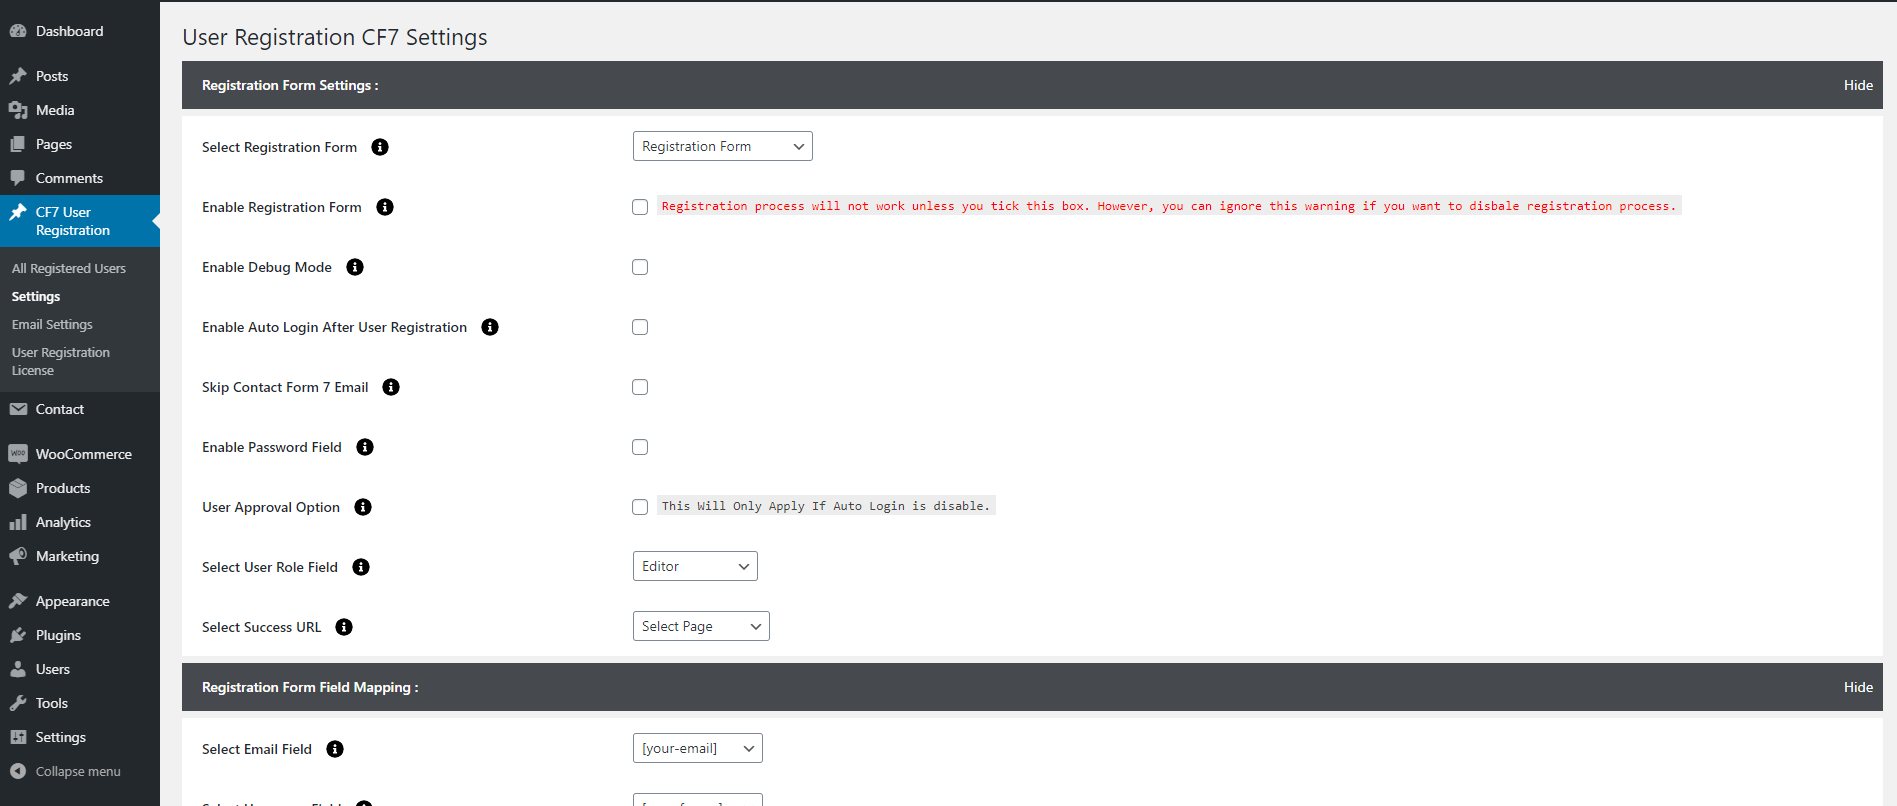 Dashboard
Posts
Media
Pages
Comments
CF7 User
Registration
All Registered Users
Settings
Email Settings
User Registration
License
Contact
WOO
WooCommerce
Products
Analytics
Marketing
Appearance
Plugins
Users
Tools
Settings
Collapse menu
User Registration CF7 Settings
Registration Form Settings :
Hide
Select Registration Form
Registration Form
Enable Registration Form
Registration process will not work unless you tick this box. However, you can ignore this warning if you want to disbale registration process.
Enable Debug Mode
Enable Auto Login After User Registration
Skip Contact Form 7 Email
Enable Password Field
User Approval Option
This Will Only Apply If Auto Login is disable.
Select User Role Field
Editor
Select Success URL
Select Page
Registration Form Field Mapping :
Hide
Select Email Field
[your-email]